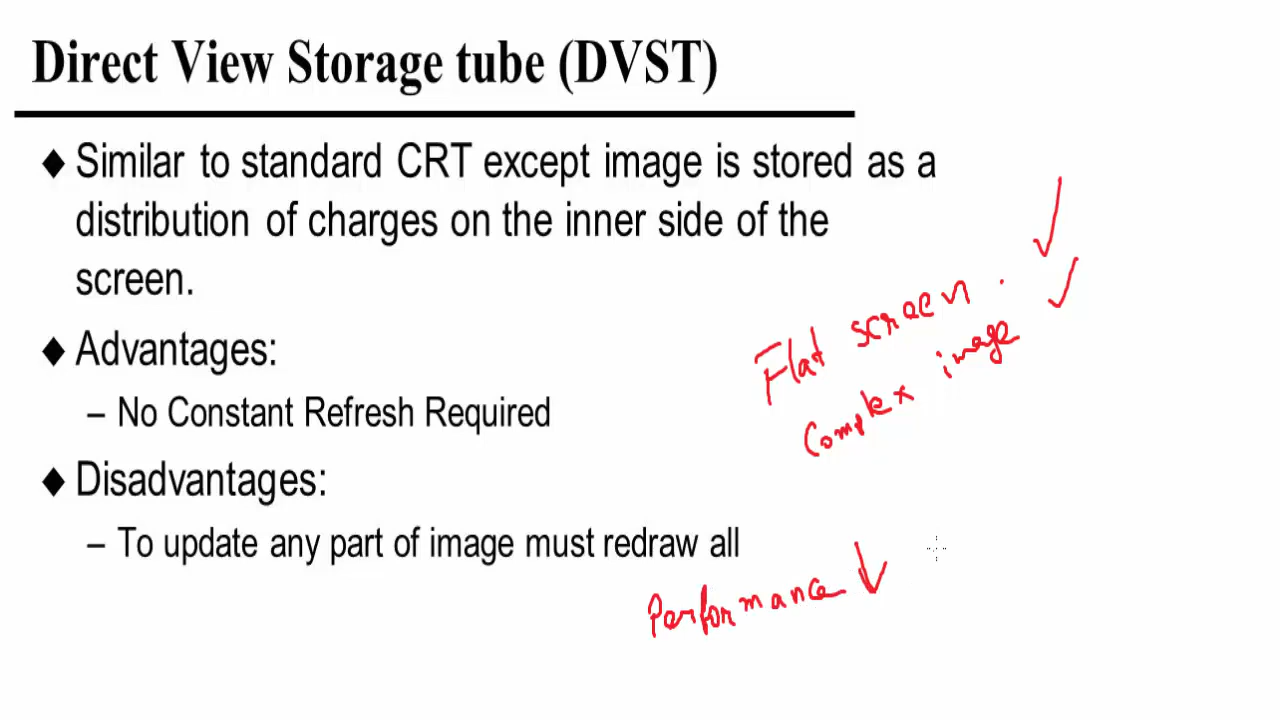 Direct View Storage tube (DVST)
♦ Similar to standard CRT except image is stored as a
distribution of charges on the inner side of the
screen.
♦ Advantages:
– No Constant Refresh Required
Flat screen.
Complex image
♦ Disadvantages:
– To update any part of image must redraw all
Performance ↓